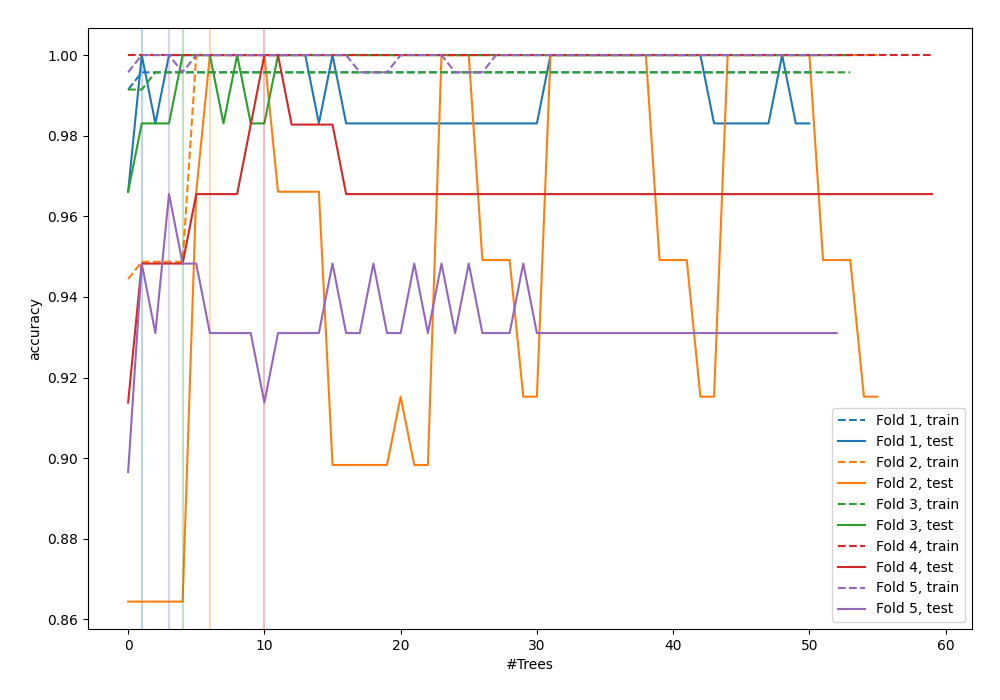 1.00
0.98
0.96
0.94
0.92
0.90
0.88
0.86
accuracy
0 10 20 30 40 50 60
#Trees
Fold 1, train
Fold 1, test
Fold 2, train
Fold 2, test
Fold 3, train
Fold 3, test
Fold 4, train
Fold 4, test
Fold 5, train
Fold 5, test